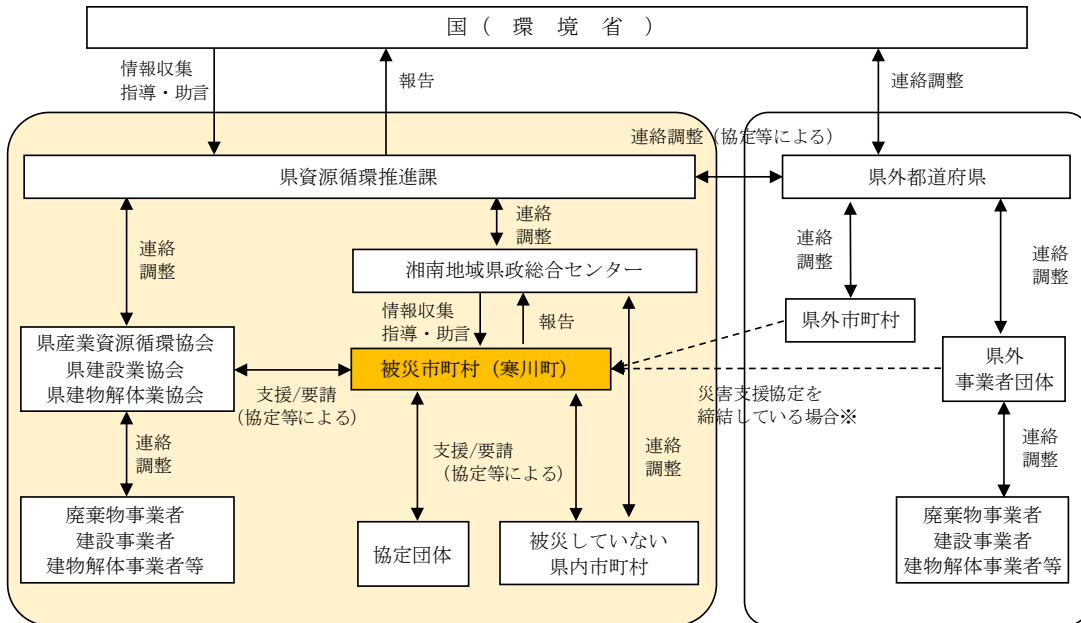 国（ 環 境 省 ）
情報収集
指導・助言
報告
連絡調整
連絡調整（協定等による）
県資源循環推進課
県外都道府県
連絡
調整
連絡
調整
連絡
調整
連絡
調整
湘南地域県政総合センター
県外市町村
情報収集
指導・助言
報告
県産業資源循環協会
県建設業協会
県建物解体業協会
被災市町村（寒川町）
県外
事業者団体
支援/要請
（協定等による）
災害支援協定を
締結している場合※
連絡
調整
支援/要請
（協定等による）
連絡
調整
連絡
調整
廃棄物事業者
建設事業者
建物解体事業者等
協定団体
被災していない
県内市町村
廃棄物事業者
建設事業者
建物解体事業者等